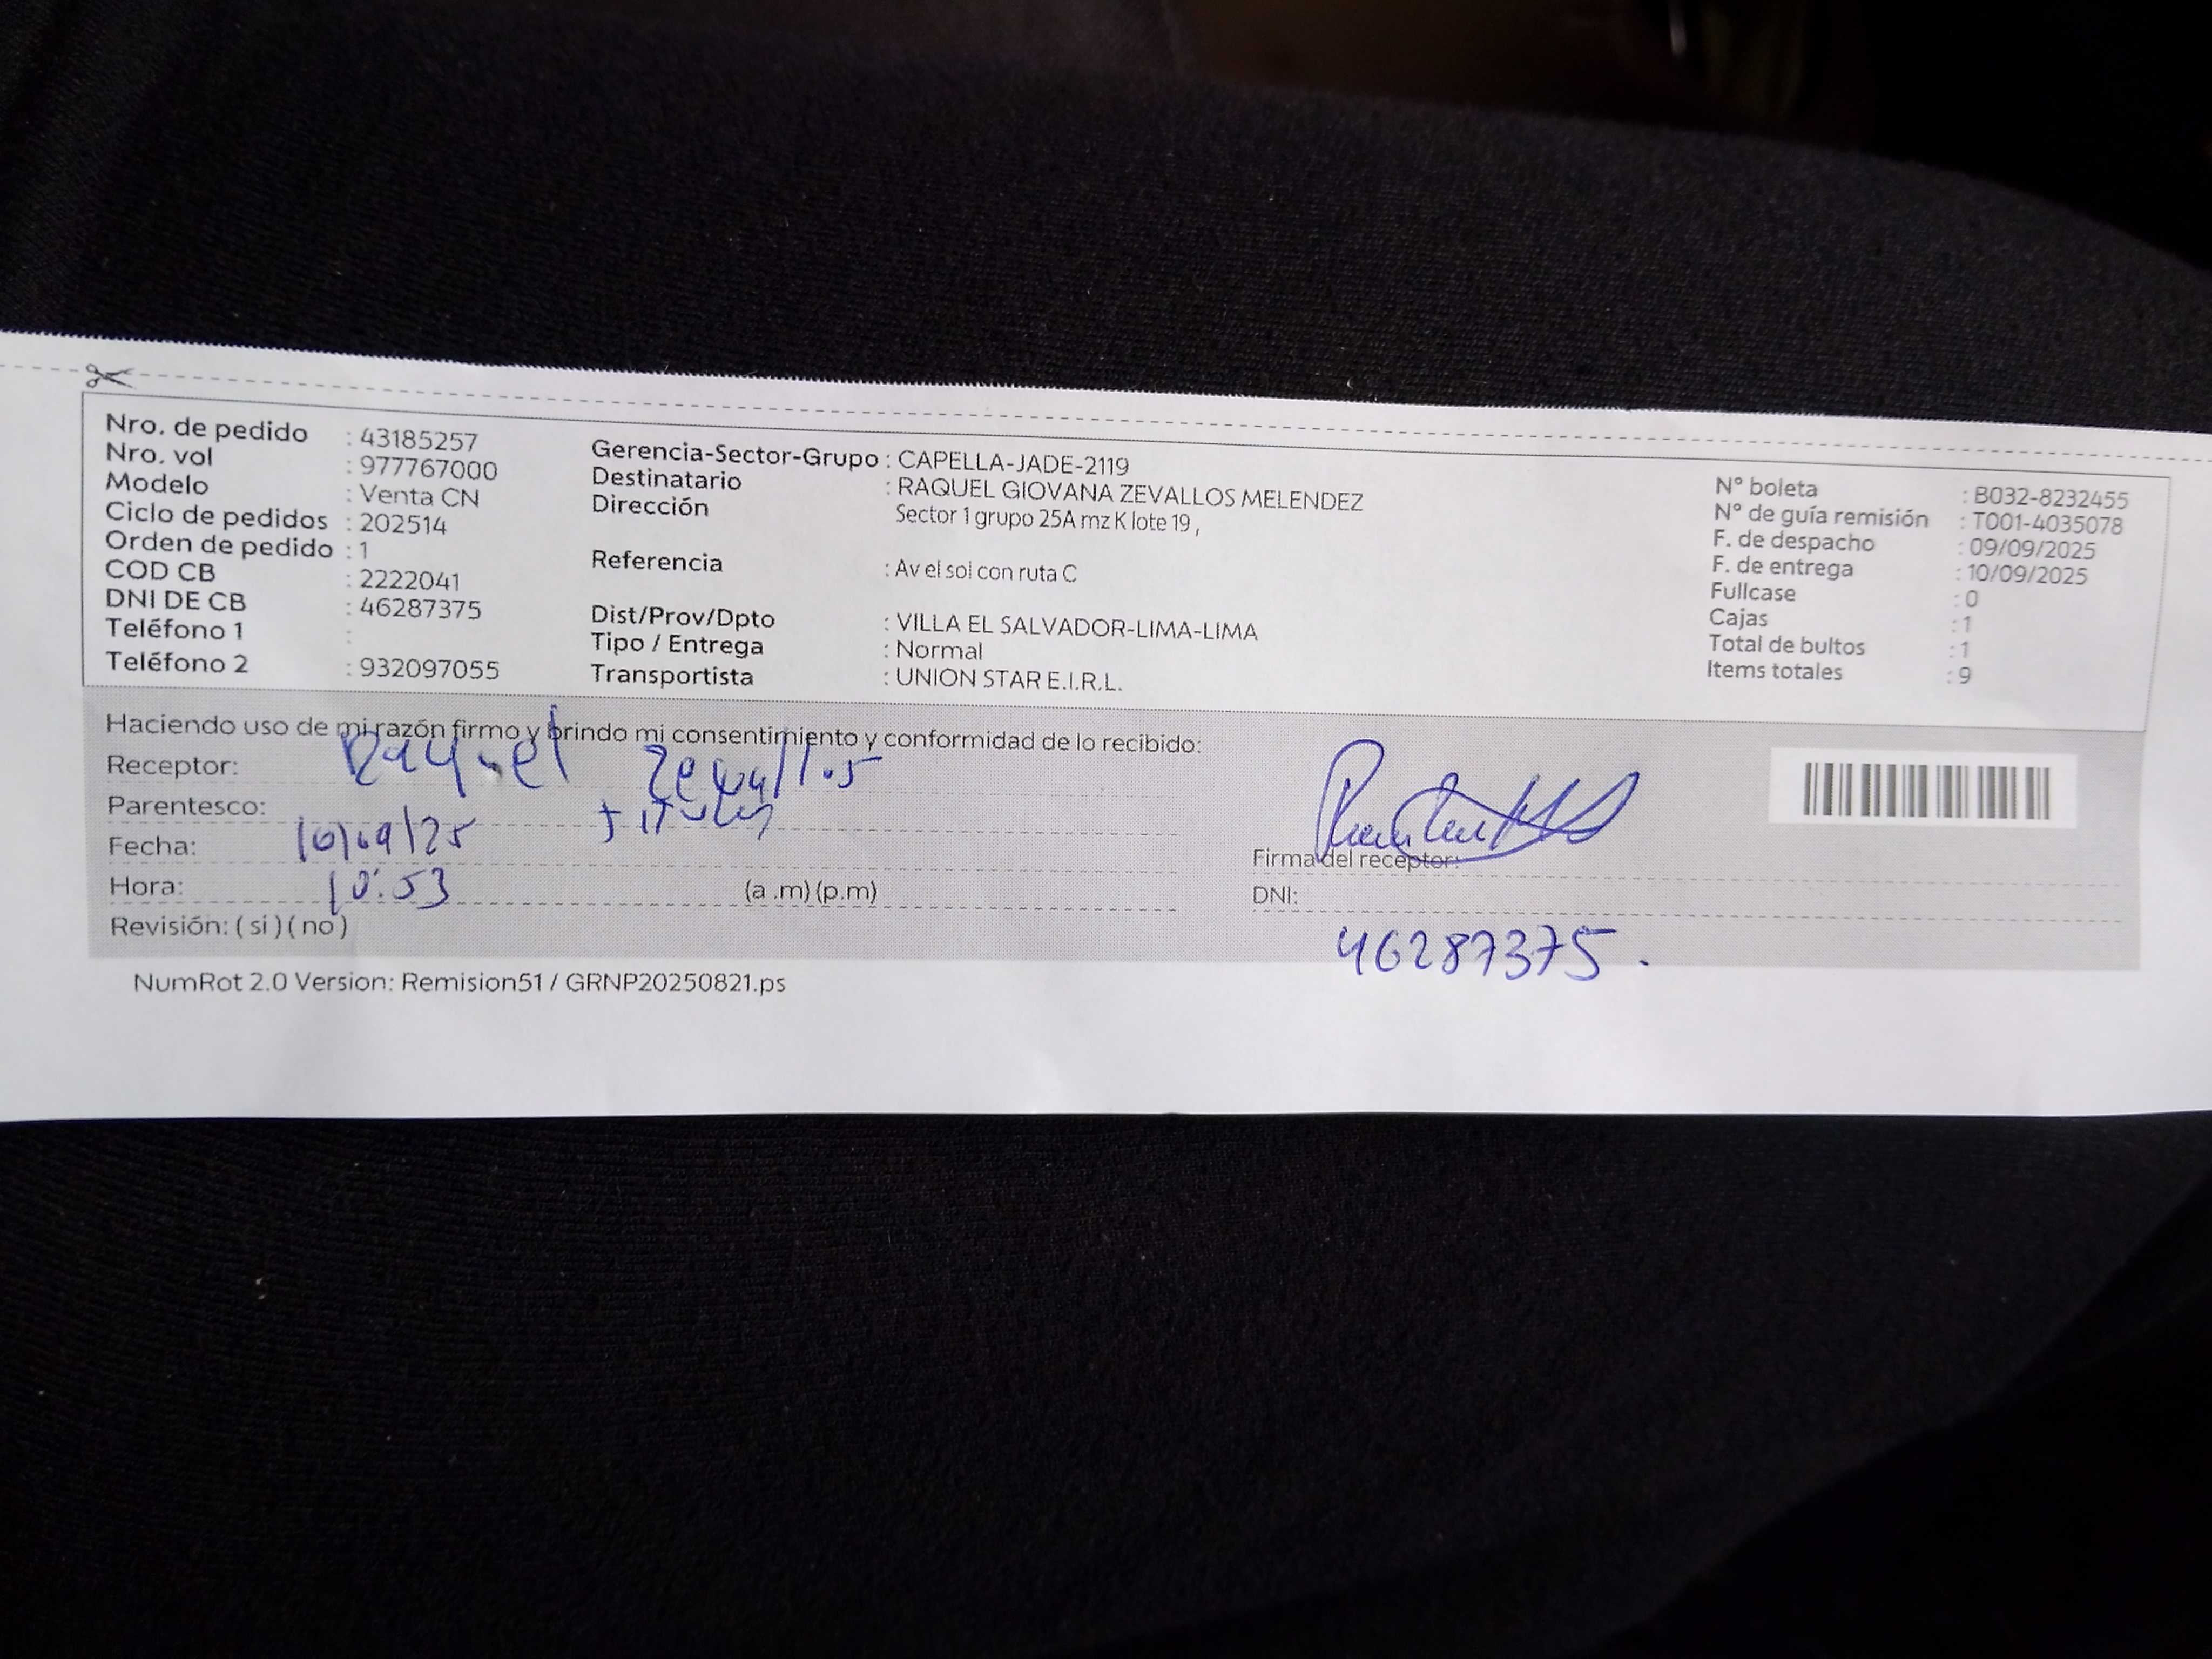 Nro. de pedido : 43185257
Nro. vol : 977767000
Modelo : Venta CN
Ciclo de pedidos : 202514
Orden de pedido : 1
COD CB : 2222041
DNI DE CB : 46287375
Teléfono 1 :
Teléfono 2 : 932097055
Gerencia-Sector-Grupo : CAPELLA-JADE-2119
Destinatario : RAQUEL GIOVANA ZEVALLOS MELENDEZ
Dirección Sector 1 grupo 25A mz K lote 19 ,
Referencia : Av el sol con ruta C
Dist/Prov/Dpto : VILLA EL SALVADOR-LIMA-LIMA
Tipo / Entrega : Normal
Transportista : UNION STAR E.I.R.L.
N° boleta : B032-8232455
N° de guía remisión : T001-4035078
F. de despacho : 09/09/2025
F. de entrega : 10/09/2025
Fullcase : 0
Cajas : 1
Total de bultos : 1
Items totales : 9
Haciendo uso de mi razón firmo y brindo mi consentimiento y conformidad de lo recibido:
Receptor: Raquel Zevallos
Parentesco: titular
Fecha: 10/09/25
Hora: 10:53 (a .m) (p.m)
Revisión: ( si ) ( no )
Firma del receptor:
DNI:
46287375.
NumRot 2.0 Version: Remision51 / GRNP20250821.ps